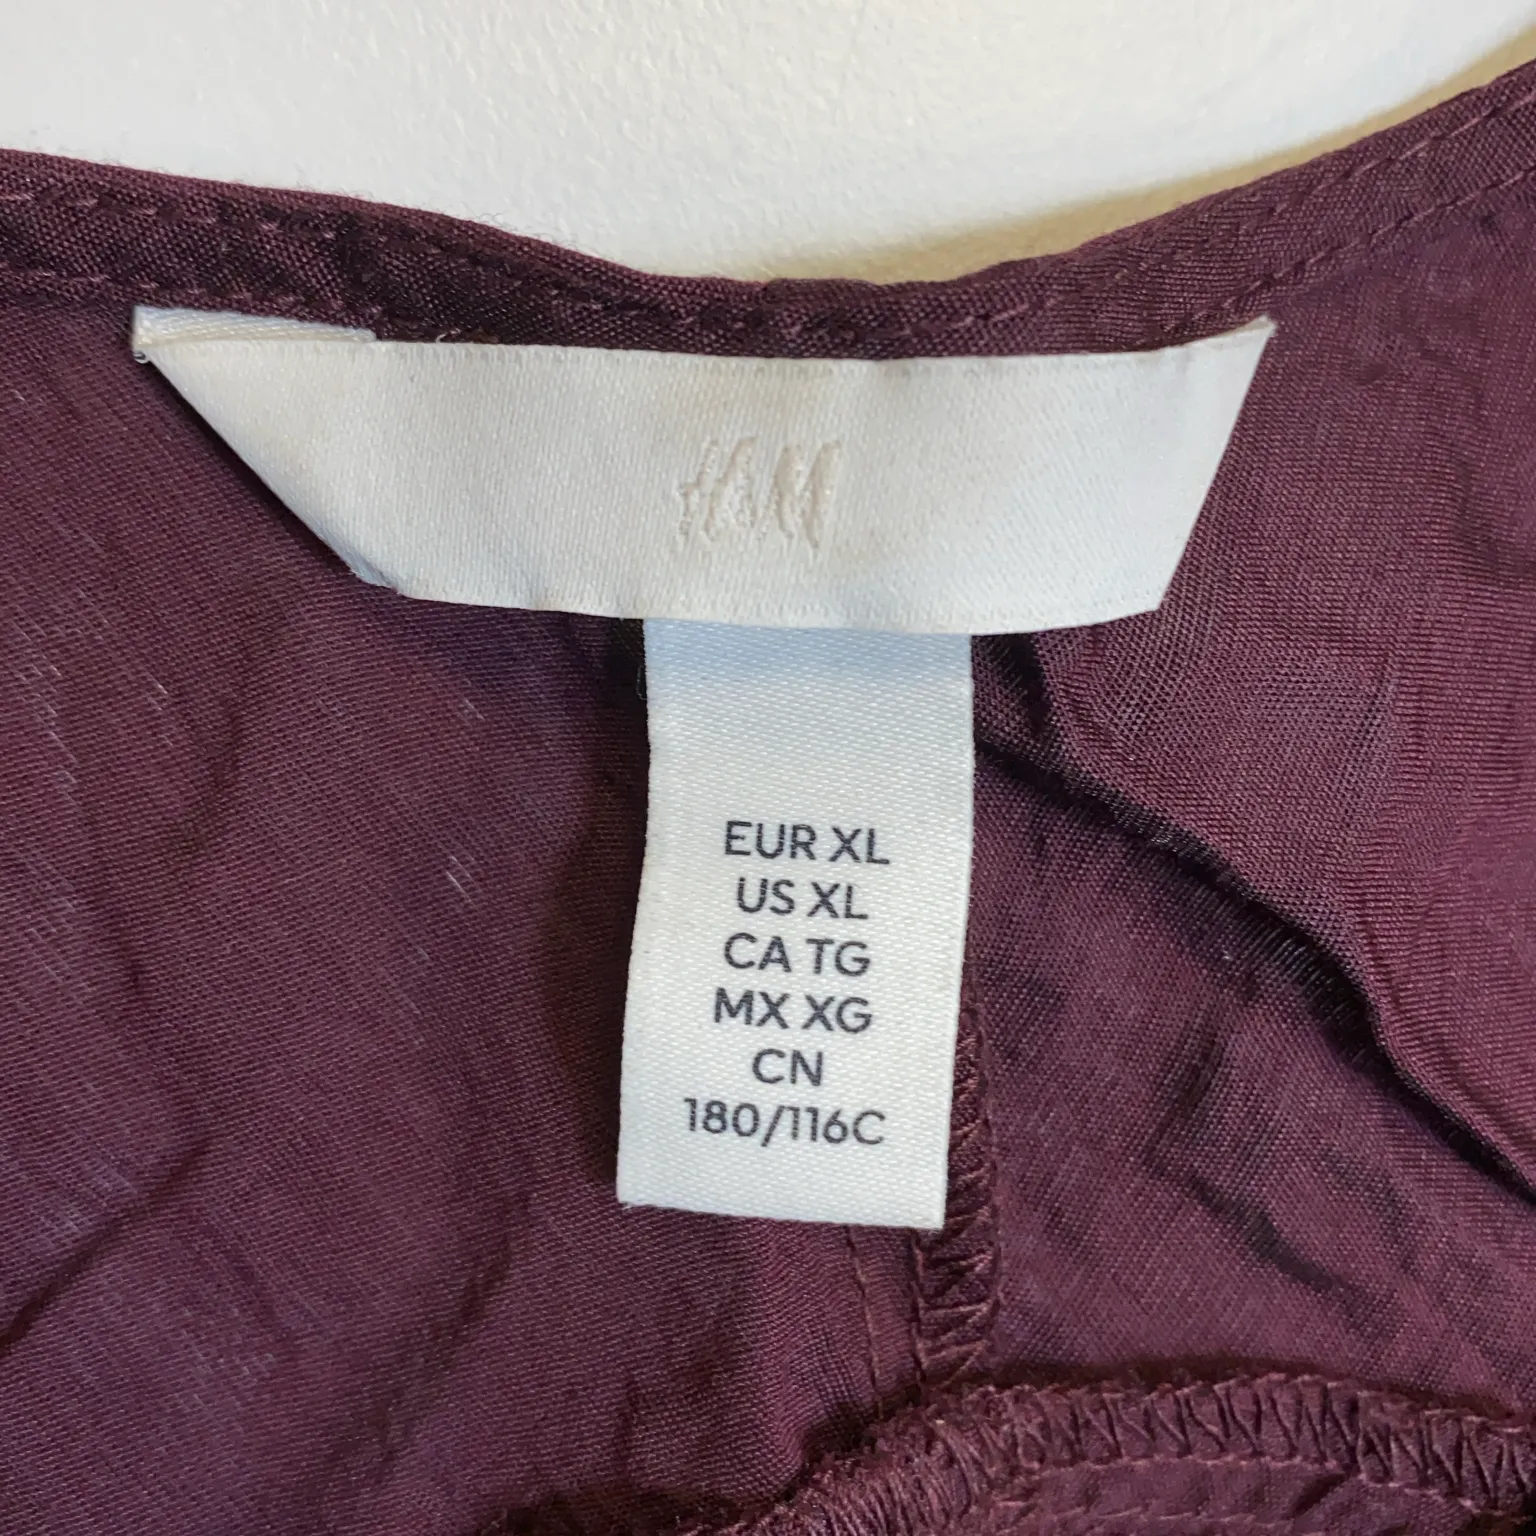 H&M
EUR XL
US XL
CA TG
MX XG
CN
180/116C